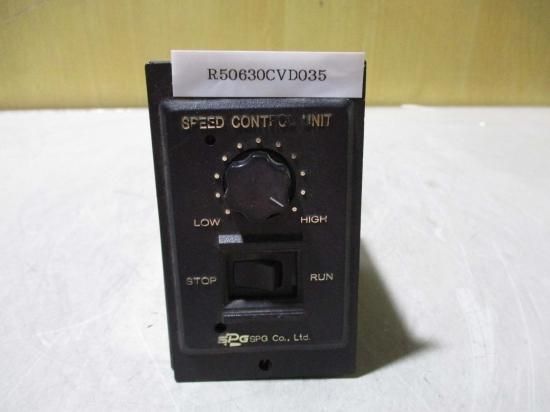 R50630CVD035
SPEED CONTROL UNIT
LOW HIGH
STOP RUN
SPG SPG Co., Ltd.